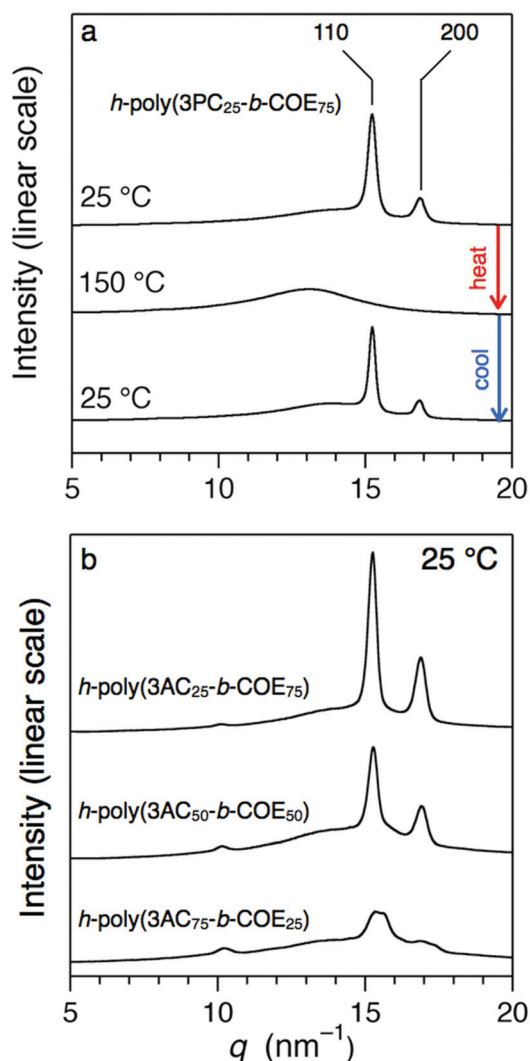 a
110
200
h-poly(3PC25-b-COE75)
25 °C
150 °C
25 °C
heat
cool
Intensity (linear scale)
5
10
15
20
b
25 °C
h-poly(3AC25-b-COE75)
h-poly(3AC50-b-COE50)
h-poly(3AC75-b-COE25)
Intensity (linear scale)
5
10
15
20
q (nm⁻¹)